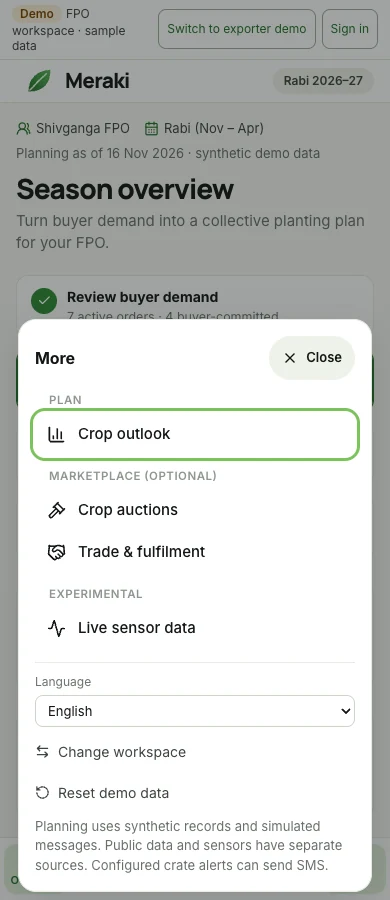 Demo FPO
workspace · sample
data
Switch to exporter demo
Sign in
Meraki
Rabi 2026–27
Shivganga FPO
Rabi (Nov – Apr)
Planning as of 16 Nov 2026 · synthetic demo data
Season overview
Turn buyer demand into a collective planting plan
for your FPO.
Review buyer demand
7 active orders · 4 buyer-committed
More
Close
PLAN
Crop outlook
MARKETPLACE (OPTIONAL)
Crop auctions
Trade & fulfilment
EXPERIMENTAL
Live sensor data
Language
English
Change workspace
Reset demo data
Planning uses synthetic records and simulated
messages. Public data and sensors have separate
sources. Configured crate alerts can send SMS.